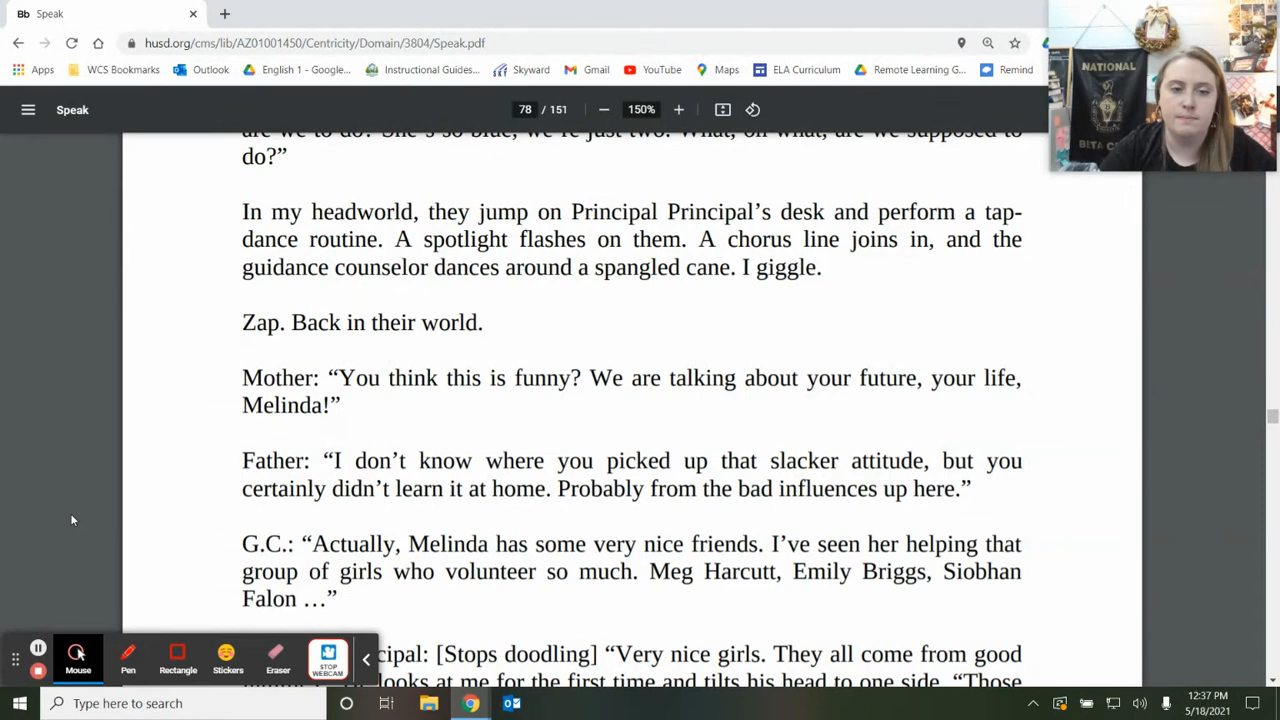 Bb Speak
husd.org/cms/lib/AZ01001450/Centricity/Domain/3804/Speak.pdf
Apps WCS Bookmarks Outlook English 1 - Google... Instuctional Guides... Skyward Gmail YouTube Maps ELA Curriculum Remote Learning G... Remind
Speak 78 / 151 150%
NATIONAL
BETA C
do?”
In my headworld, they jump on Principal Principal’s desk and perform a tap-
dance routine. A spotlight flashes on them. A chorus line joins in, and the
guidance counselor dances around a spangled cane. I giggle.
Zap. Back in their world.
Mother: “You think this is funny? We are talking about your future, your life,
Melinda!”
Father: “I don’t know where you picked up that slacker attitude, but you
certainly didn’t learn it at home. Probably from the bad influences up here.”
G.C.: “Actually, Melinda has some very nice friends. I’ve seen her helping that
group of girls who volunteer so much. Meg Harcutt, Emily Briggs, Siobhan
Falon …”
cipal: [Stops doodling] “Very nice girls. They all come from good
looks at me for the first time and tilts his head to one side. “Those
Mouse Pen Rectangle Stickers Eraser STOP WEBCAM
Type here to search
12:37 PM
5/18/2021